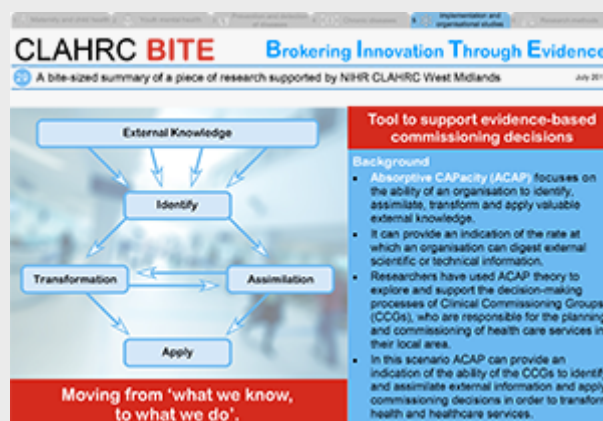 Maternity and child health
Youth mental health
Prevention and detection
of diseases
Chronic diseases
Implementation and
organisational studies
Research methods
CLAHRC BITE
Brokering Innovation Through Evidence
29
A bite-sized summary of a piece of research supported by NIHR CLAHRC West Midlands
July 201
External Knowledge
Identify
Transformation
Assimilation
Apply
Moving from ‘what we know,
to what we do’.
Tool to support evidence-based
commissioning decisions
Background
• Absorptive CAPacity (ACAP) focuses on
the ability of an organisation to identify,
assimilate, transform and apply valuable
external knowledge.
• It can provide an indication of the rate at
which an organisation can digest external
scientific or technical information.
• Researchers have used ACAP theory to
explore and support the decision-making
processes of Clinical Commissioning Groups
(CCGs), who are responsible for the planning
and commissioning of health care services in
their local area.
• In this scenario ACAP can provide an
indication of the ability of the CCGs to identify
and assimilate external information and apply
commissioning decisions in order to transform
health and healthcare services.